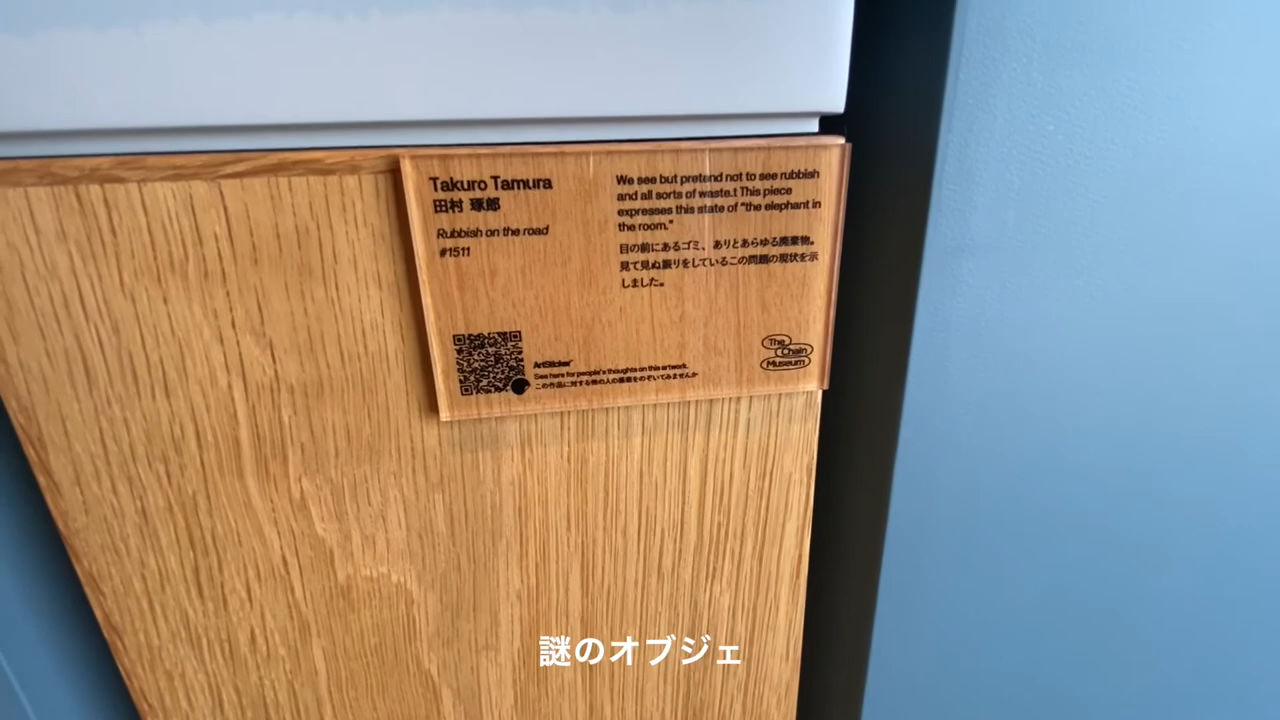 Takuro Tamura
田村 琢郎
Rubbish on the road
#1511
We see but pretend not to see rubbish
and all sorts of waste.t This piece
expresses this state of “the elephant in
the room.”
目の前にあるゴミ、ありとあらゆる廃棄物。
見て見ぬ振りをしているこの問題の現状を示
しました。
ArtSticker
See here for people's thoughts on this artwork.
この作品に対する他の人の感想をのぞいてみませんか
The
Chain
Museum
謎のオブジェ